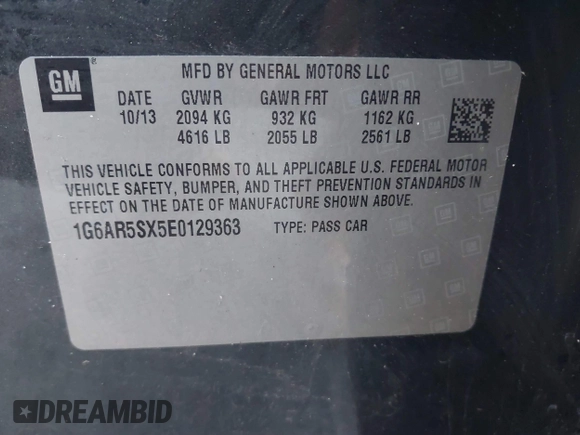 GM
MFD BY GENERAL MOTORS LLC
DATE GVWR GAWR FRT GAWR RR
10/13 2094 KG 932 KG 1162 KG
4616 LB 2055 LB 2561 LB
THIS VEHICLE CONFORMS TO ALL APPLICABLE U.S. FEDERAL MOTOR
VEHICLE SAFETY, BUMPER, AND THEFT PREVENTION STANDARDS IN
EFFECT ON THE DATE OF MANUFACTURE SHOWN ABOVE.
1G6AR5SX5E0129363 TYPE: PASS CAR
DREAMBID